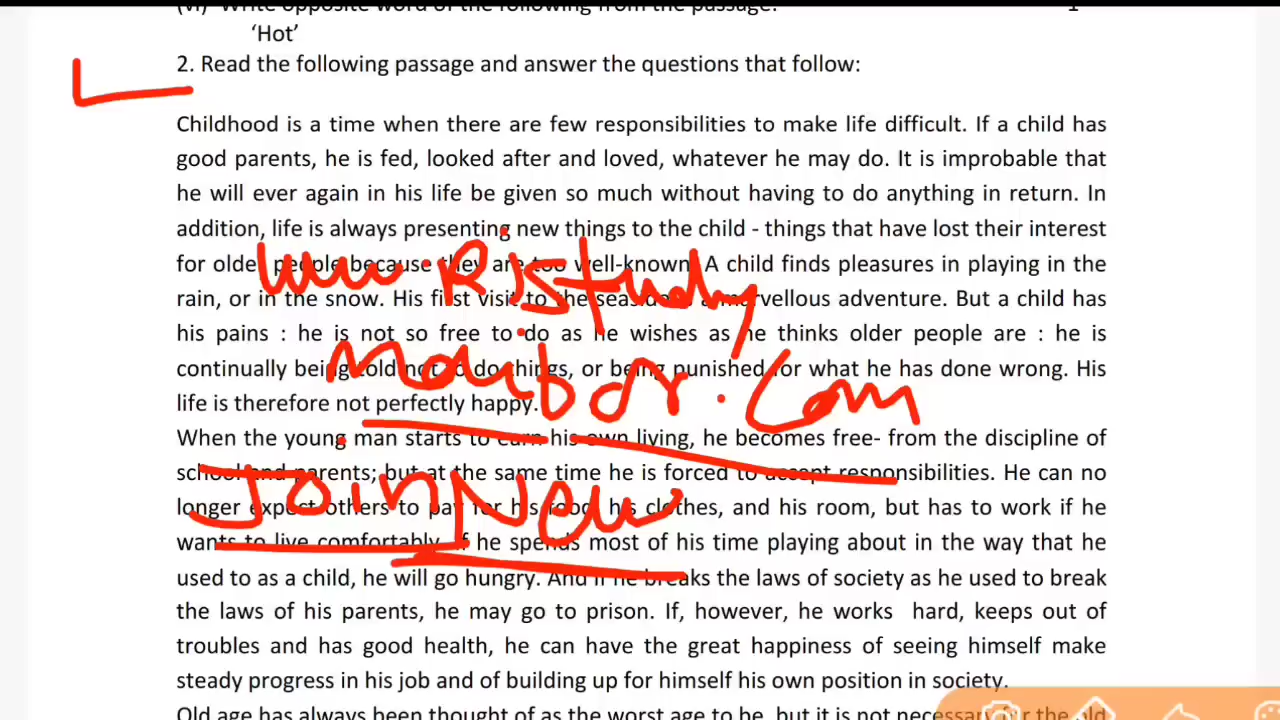 (vi) Write opposite word of the following from the passage. 1
‘Hot’
2. Read the following passage and answer the questions that follow:
Childhood is a time when there are few responsibilities to make life difficult. If a child has
good parents, he is fed, looked after and loved, whatever he may do. It is improbable that
he will ever again in his life be given so much without having to do anything in return. In
addition, life is always presenting new things to the child - things that have lost their interest
for older people because they are too well-known. A child finds pleasures in playing in the
rain, or in the snow. His first visit to the seaside is a marvellous adventure. But a child has
www.Rjstudy
his pains : he is not so free to do as he wishes as he thinks older people are : he is
continually being told not to do things, or being punished for what he has done wrong. His
.com
life is therefore not perfectly happy.
When the young man starts to earn his own living, he becomes free- from the discipline of
school and parents; but at the same time he is forced to accept responsibilities. He can no
Join New
longer expect others to pay for his food, his clothes, and his room, but has to work if he
wants to live comfortably. If he spends most of his time playing about in the way that he
used to as a child, he will go hungry. And if he breaks the laws of society as he used to break
the laws of his parents, he may go to prison. If, however, he works hard, keeps out of
troubles and has good health, he can have the great happiness of seeing himself make
steady progress in his job and of building up for himself his own position in society.
Old age has always been thought of as the worst age to be, but it is not necessary for the old